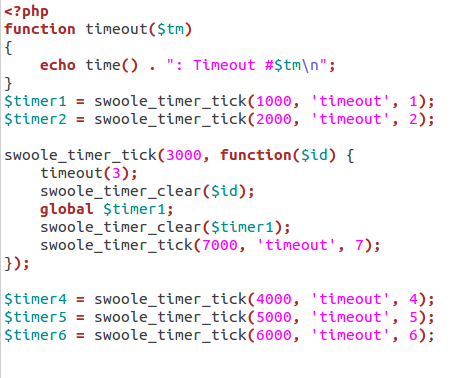 <?php
function timeout($tm)
{
    echo time() . ": Timeout #$tm\n";
}
$timer1 = swoole_timer_tick(1000, 'timeout', 1);
$timer2 = swoole_timer_tick(2000, 'timeout', 2);

swoole_timer_tick(3000, function($id) {
    timeout(3);
    swoole_timer_clear($id);
    global $timer1;
    swoole_timer_clear($timer1);
    swoole_timer_tick(7000, 'timeout', 7);
});

$timer4 = swoole_timer_tick(4000, 'timeout', 4);
$timer5 = swoole_timer_tick(5000, 'timeout', 5);
$timer6 = swoole_timer_tick(6000, 'timeout', 6);